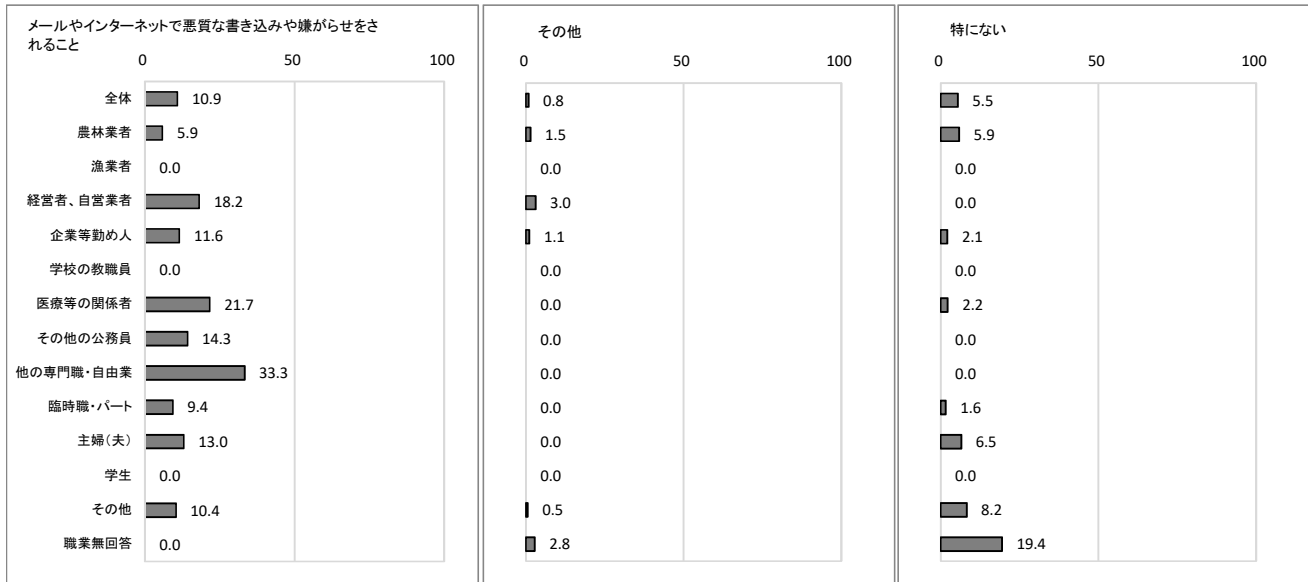 メールやインターネットで悪質な書き込みや嫌がらせをさ
れること
0 50 100
全体 10.9
農林業者 5.9
漁業者 0.0
経営者、自営業者 18.2
企業等勤め人 11.6
学校の教職員 0.0
医療等の関係者 21.7
その他の公務員 14.3
他の専門職・自由業 33.3
臨時職・パート 9.4
主婦(夫) 13.0
学生 0.0
その他 10.4
職業無回答 0.0
その他
0 50 100
0.8
1.5
0.0
3.0
1.1
0.0
0.0
0.0
0.0
0.0
0.0
0.0
0.5
2.8
特にない
0 50 100
5.5
5.9
0.0
0.0
2.1
0.0
2.2
0.0
0.0
1.6
6.5
0.0
8.2
19.4